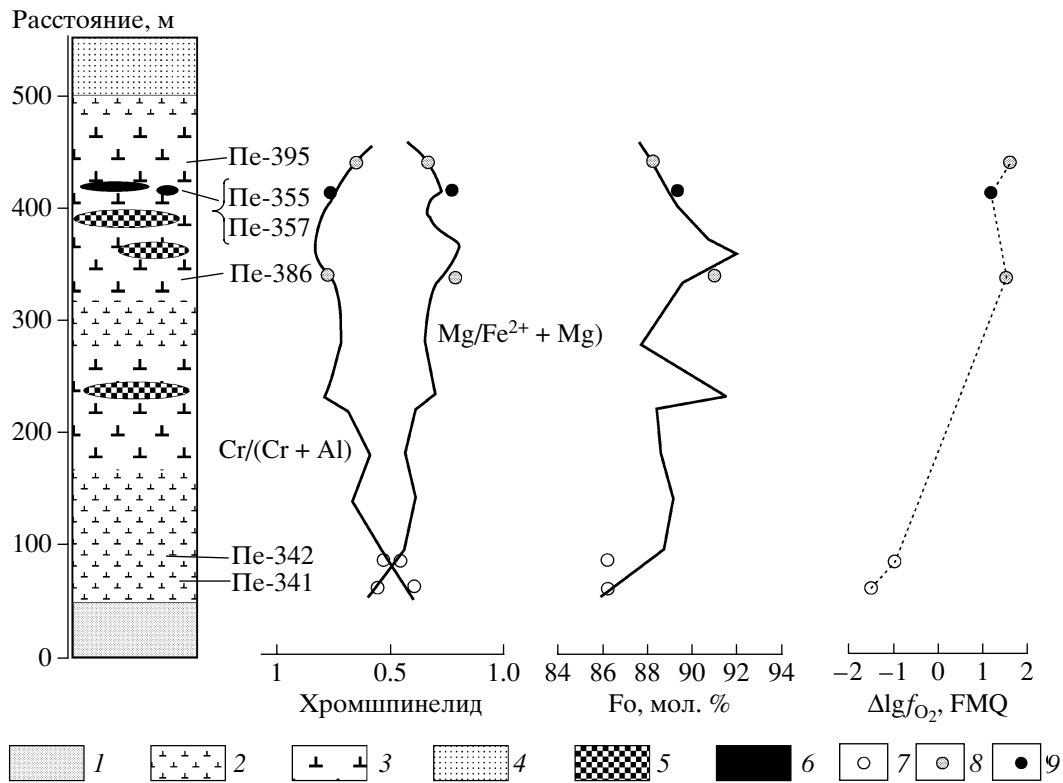 Расстояние, м
500
400
300
200
100
0
Пе-395
Пе-355
Пе-357
Пе-386
Пе-342
Пе-341
Mg/Fe²⁺ + Mg)
Cr/(Cr + Al)
1 0.5 1.0
Хромшпинелид
84 86 88 90 92 94
Fo, мол. %
−2 −1 0 1 2
Δlgf_O₂, FMQ
1 2 3 4 5 6 7 8 9